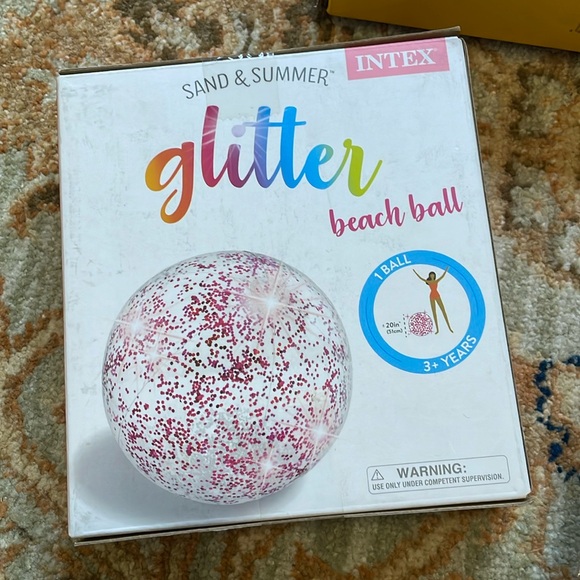 INTEX
SAND & SUMMER™
glitter
beach ball
1 BALL
20in
(51cm)
3+ YEARS
WARNING:
USE ONLY UNDER COMPETENT SUPERVISION.